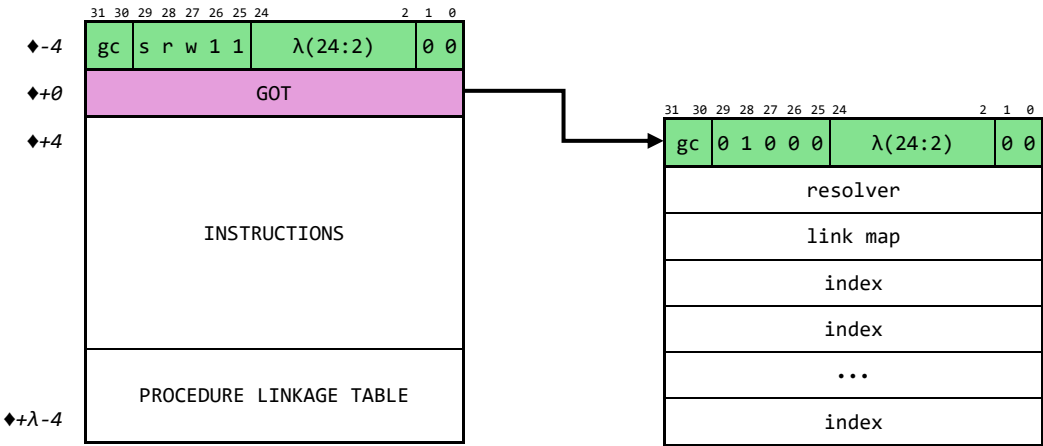 31 30 29 28 27 26 25 24 2 1 0
♦-4 gc s r w 1 1 λ(24:2) 0 0
♦+0 GOT
♦+4
INSTRUCTIONS
PROCEDURE LINKAGE TABLE
♦+λ-4
31 30 29 28 27 26 25 24 2 1 0
gc 0 1 0 0 0 λ(24:2) 0 0
resolver
link map
index
index
...
index